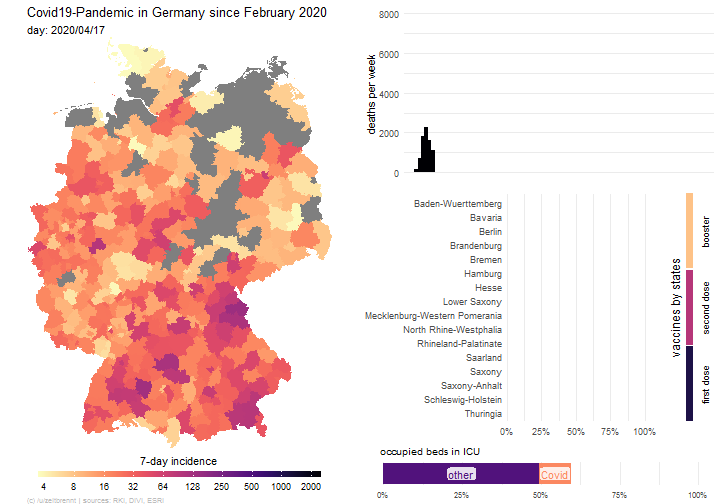 Covid19-Pandemic in Germany since February 2020
day: 2020/04/17
7-day incidence
4 8 16 32 64 128 250 500 1000 2000
(c) /u/zeitbremt | sources: RKI, DIVI, ESRI
deaths per week
8000
6000
4000
2000
0
Baden-Wuerttemberg
Bavaria
Berlin
Brandenburg
Bremen
Hamburg
Hesse
Lower Saxony
Mecklenburg-Western Pomerania
North Rhine-Westphalia
Rhineland-Palatinate
Saarland
Saxony
Saxony-Anhalt
Schleswig-Holstein
Thuringia
0% 25% 50% 75% 100%
vaccines by states
booster
second dose
first dose
occupied beds in ICU
other Covid
0% 25% 50% 75% 100%